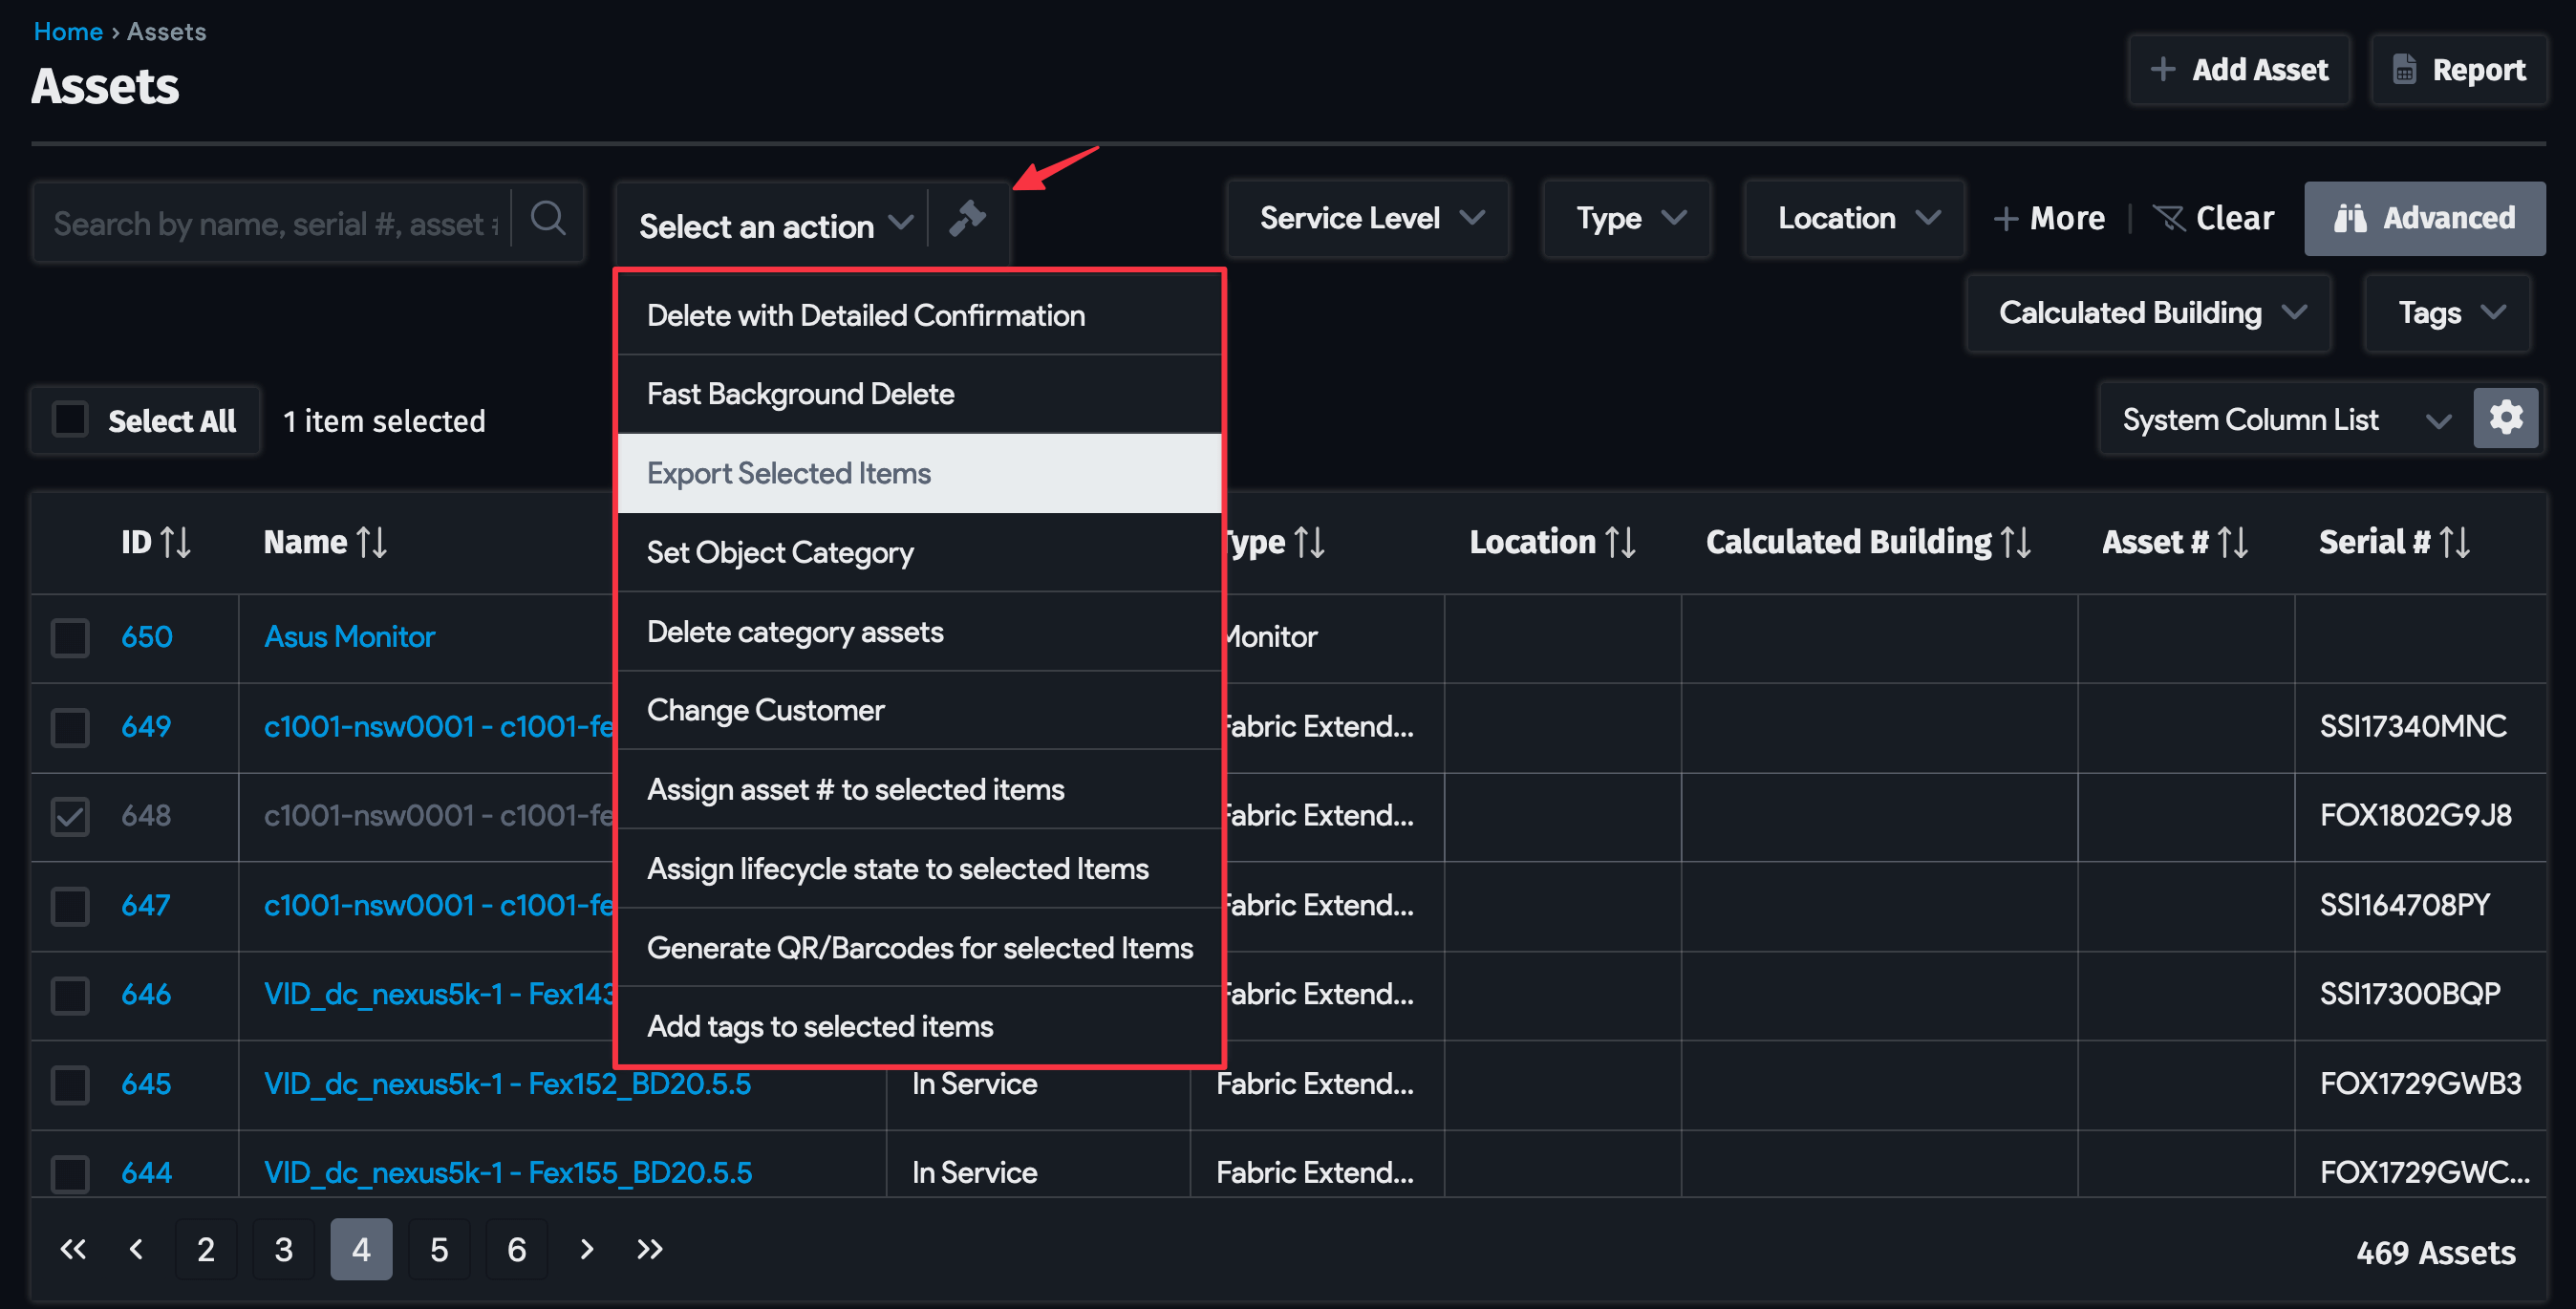 Home › Assets
Assets
Add Asset
Report
Search by name, serial #, asset #
Select an action
Service Level
Type
Location
More
Clear
Advanced
Calculated Building
Tags
Delete with Detailed Confirmation
Fast Background Delete
Export Selected Items
Set Object Category
Delete category assets
Change Customer
Assign asset # to selected items
Assign lifecycle state to selected Items
Generate QR/Barcodes for selected Items
Add tags to selected items
Select All
1 item selected
System Column List
ID Name Type Location Calculated Building Asset # Serial #
650 Asus Monitor Monitor
649 c1001-nsw0001 - c1001-fe Fabric Extend... SSI17340MNC
648 c1001-nsw0001 - c1001-fe Fabric Extend... FOX1802G9J8
647 c1001-nsw0001 - c1001-fe Fabric Extend... SSI164708PY
646 VID_dc_nexus5k-1 - Fex143 Fabric Extend... SSI17300BQP
645 VID_dc_nexus5k-1 - Fex152_BD20.5.5 In Service Fabric Extend... FOX1729GWB3
644 VID_dc_nexus5k-1 - Fex155_BD20.5.5 In Service Fabric Extend... FOX1729GWC...
« ‹ 2 3 4 5 6 › »
469 Assets